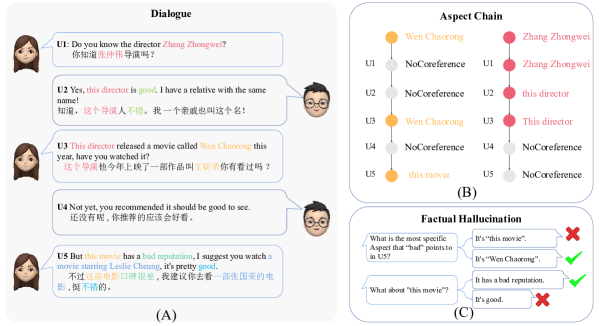 Dialogue
U1: Do you know the director Zhang Zhongwei?
你知道张仲伟导演吗?
U2 Yes, this director is good, I have a relative with the same
name!
知道, 这个导演人不错。我一个亲戚也叫这个名!
U3 This director released a movie called Wen Chaorong this
year, have you watched it?
这个导演他今年上映了一部作品叫文朝荣你有看过吗?
U4 Not yet, you recommended it should be good to see.
还没有呢, 你推荐的应该会好看。
U5 But this movie has a bad reputation, I suggest you watch
a movie starring Leslie Cheung, it's pretty good.
不过这部电影口碑很差, 我建议你去看一部张国荣的电
影, 挺不错的。
(A)
Aspect Chain
Wen Chaorong
U1 NoCoreference
U2 NoCoreference
U3 Wen Chaorong
U4 NoCoreference
U5 this movie
Zhang Zhongwei
U1 Zhang Zhongwei
U2 this director
U3 This director
U4 NoCoreference
U5 NoCoreference
(B)
Factual Hallucination
What is the most specific
Aspect that "bad" points to
in U5?
It's "this movie".
It's "Wen Chaorong".
What about "this movie"?
It has a bad reputation.
It's good.
(C)